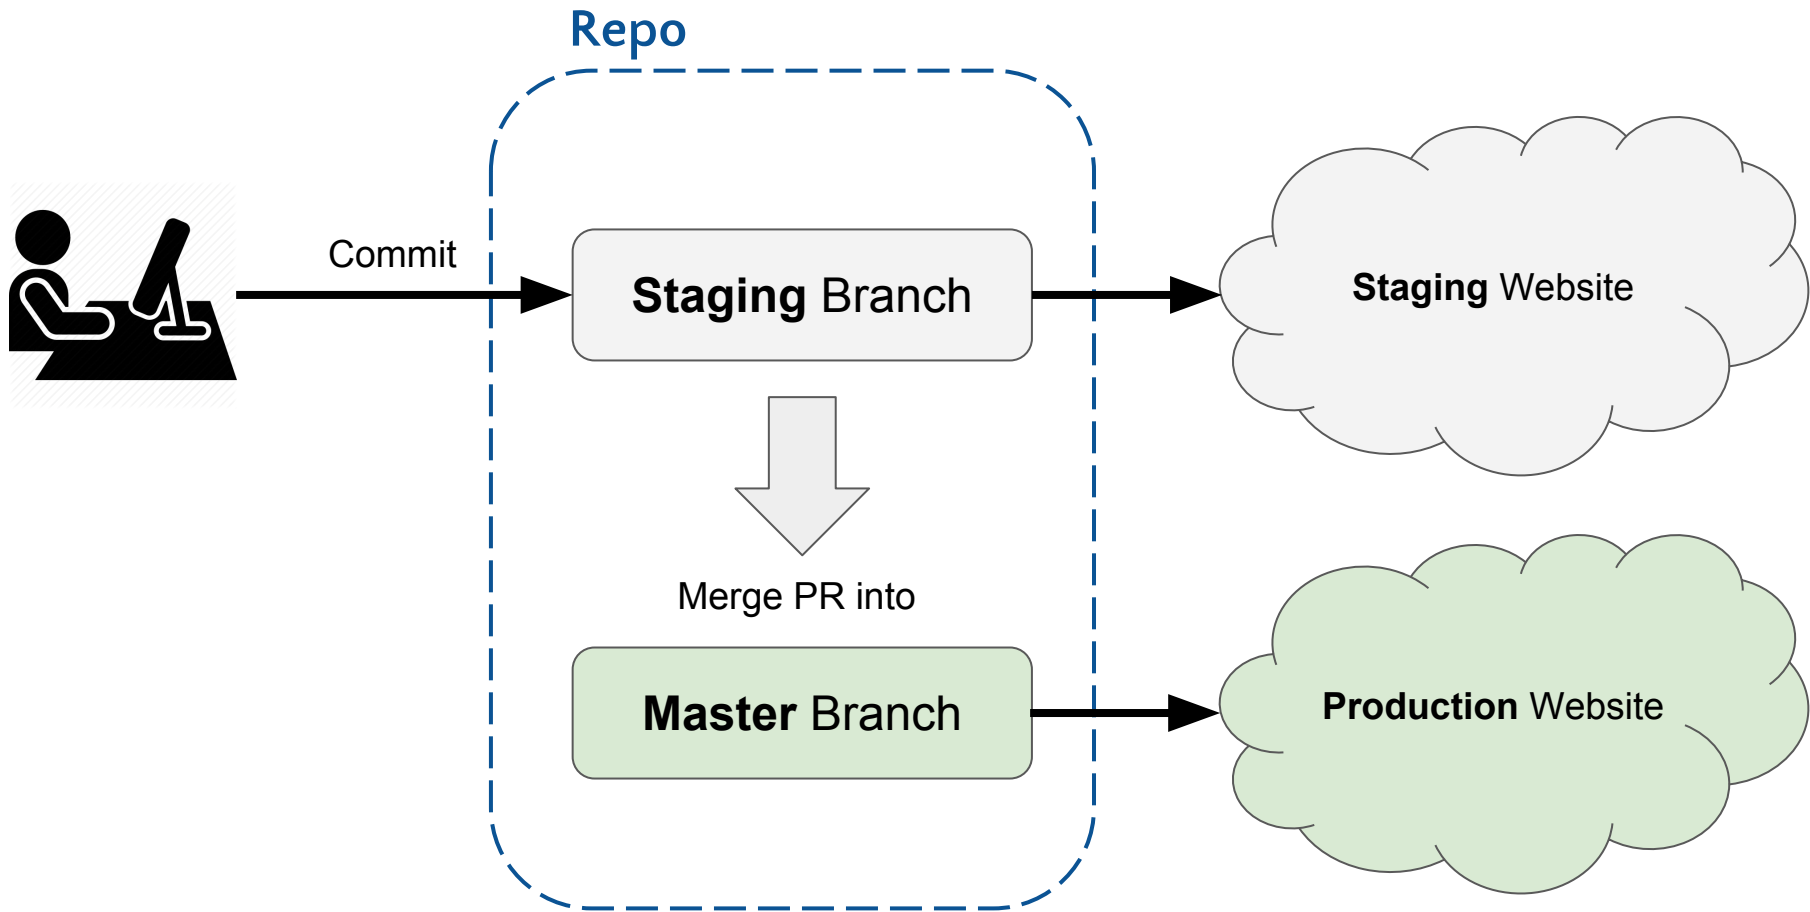 Repo
Commit
Staging Branch
Staging Website
Merge PR into
Master Branch
Production Website